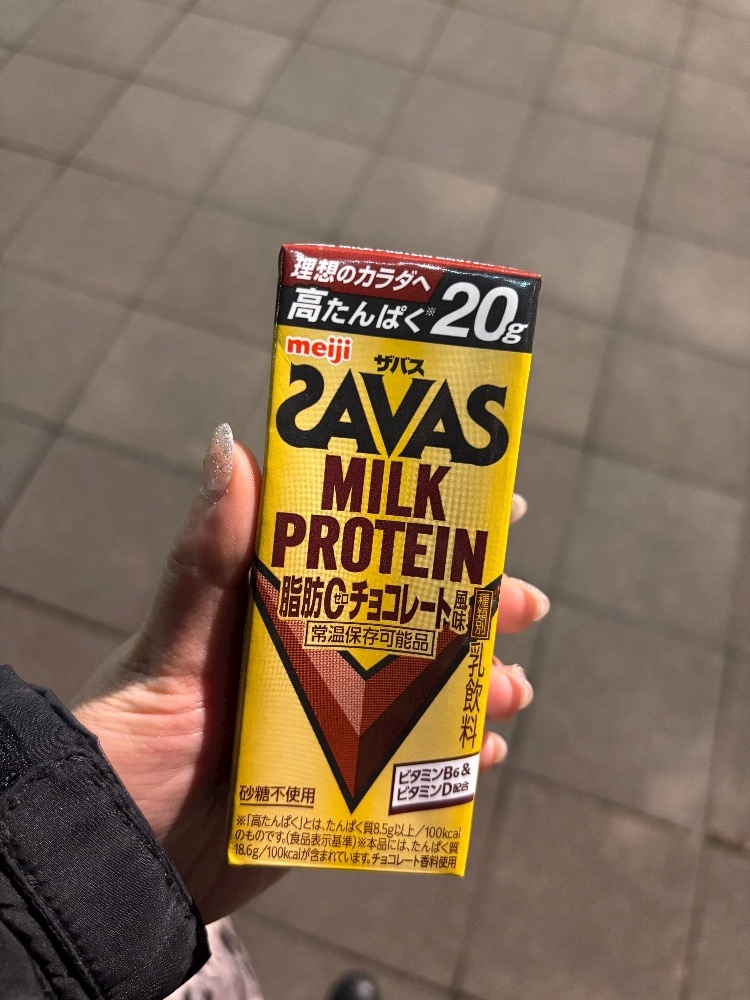 理想のカラダへ
高たんぱく※20g
meiji
ザバス
SAVAS
MILK
PROTEIN
脂肪0ゼロチョコレート風味
常温保存可能品
種類別
乳飲料
ビタミンB6&
ビタミンD配合
砂糖不使用
※「高たんぱく」とは、たんぱく質8.5g以上/100kcal
のものです。(食品表示基準)※本品には、たんぱく質
18.6g/100kcalが含まれています。チョコレート香料使用